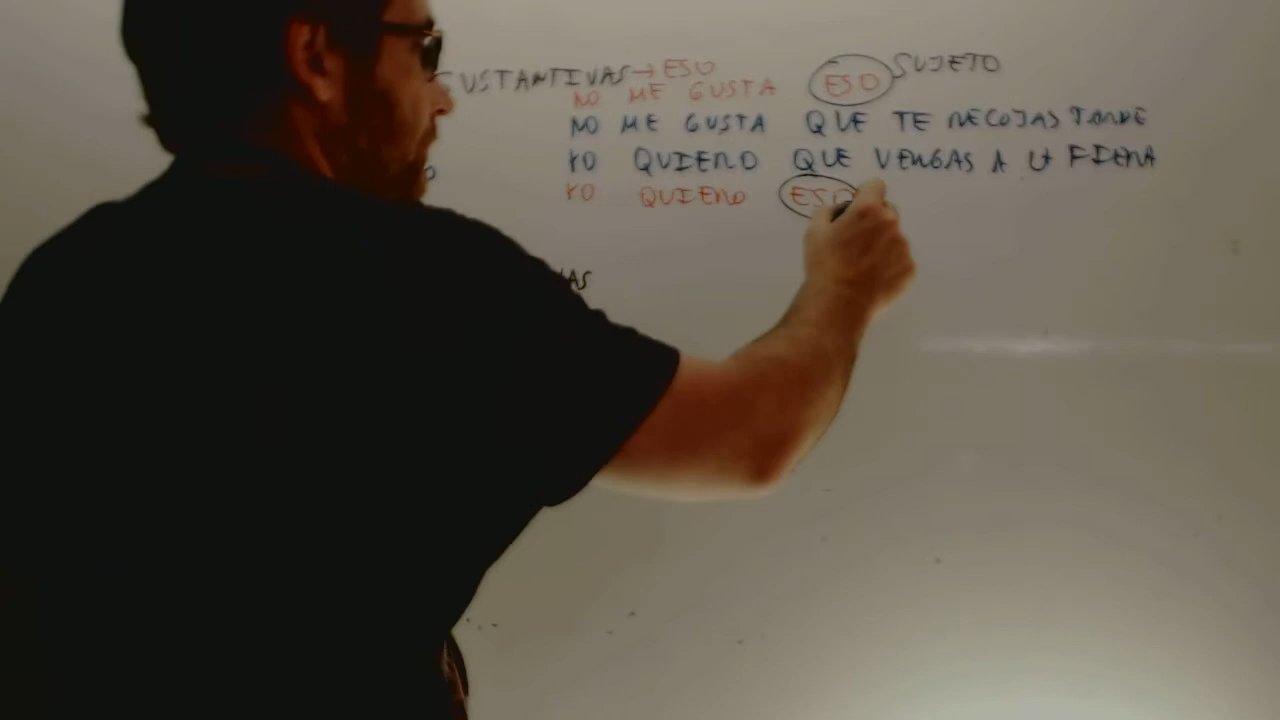 SUSTANTIVAS → ESO
NO ME GUSTA ESO SUJETO
NO ME GUSTA QUE TE RECOJAS TARDE
YO QUIERO QUE VENGAS A LA FIERA
YO QUIERO ESO